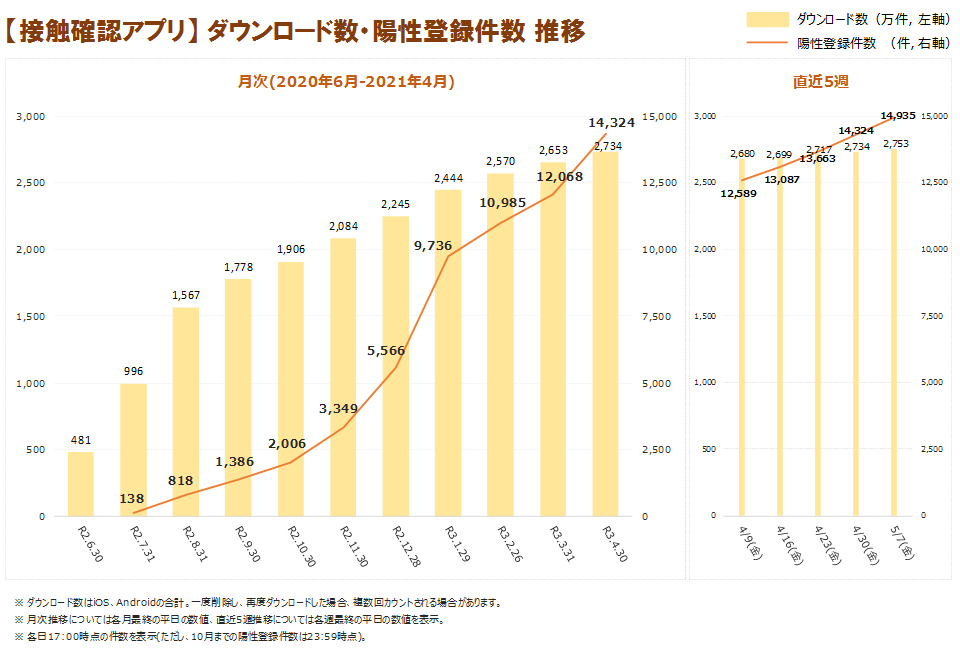 【接触確認アプリ】ダウンロード数・陽性登録件数 推移
ダウンロード数（万件, 左軸）
陽性登録件数 （件, 右軸）
月次(2020年6月-2021年4月)
3,000
2,500
2,000
1,500
1,000
500
0
15,000
12,500
10,000
7,500
5,000
2,500
0
481
996
1,567
1,778
1,906
2,084
2,245
2,444
2,570
2,653
2,734
138
818
1,386
2,006
3,349
5,566
9,736
10,985
12,068
14,324
R2.6.30
R2.7.31
R2.8.31
R2.9.30
R2.10.30
R2.11.30
R2.12.28
R3.1.29
R3.2.26
R3.3.31
R3.4.30
直近5週
3,000
2,500
2,000
1,500
1,000
500
0
15,000
12,500
10,000
7,500
5,000
2,500
0
2,680
2,699
2,717
2,734
2,753
12,589
13,087
13,663
14,324
14,935
4/9(金)
4/16(金)
4/23(金)
4/30(金)
5/7(金)
※ ダウンロード数はiOS、Androidの合計。一度削除し、再度ダウンロードした場合、複数回カウントされる場合があります。
※ 月次推移については各月最終の平日の数値、直近5週推移については各週最終の平日の数値を表示。
※ 各日17:00時点の件数を表示(ただし、10月までの陽性登録件数は23:59時点)。